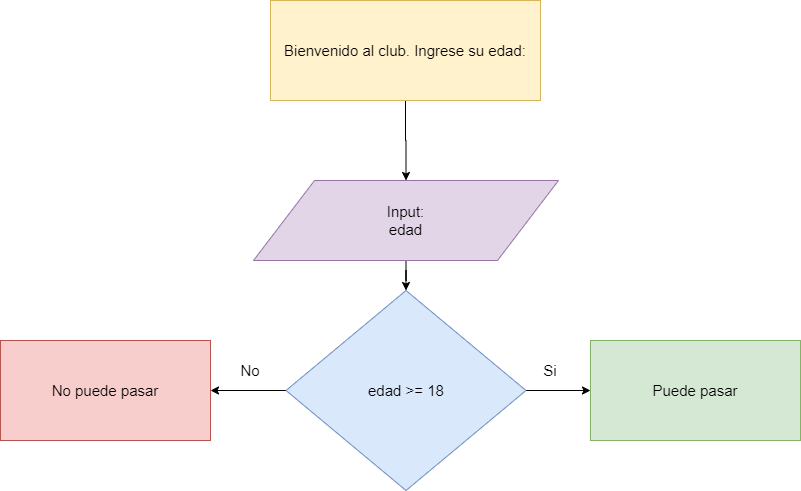 Bienvenido al club. Ingrese su edad:
Input:
edad
No
Si
No puede pasar
edad >= 18
Puede pasar